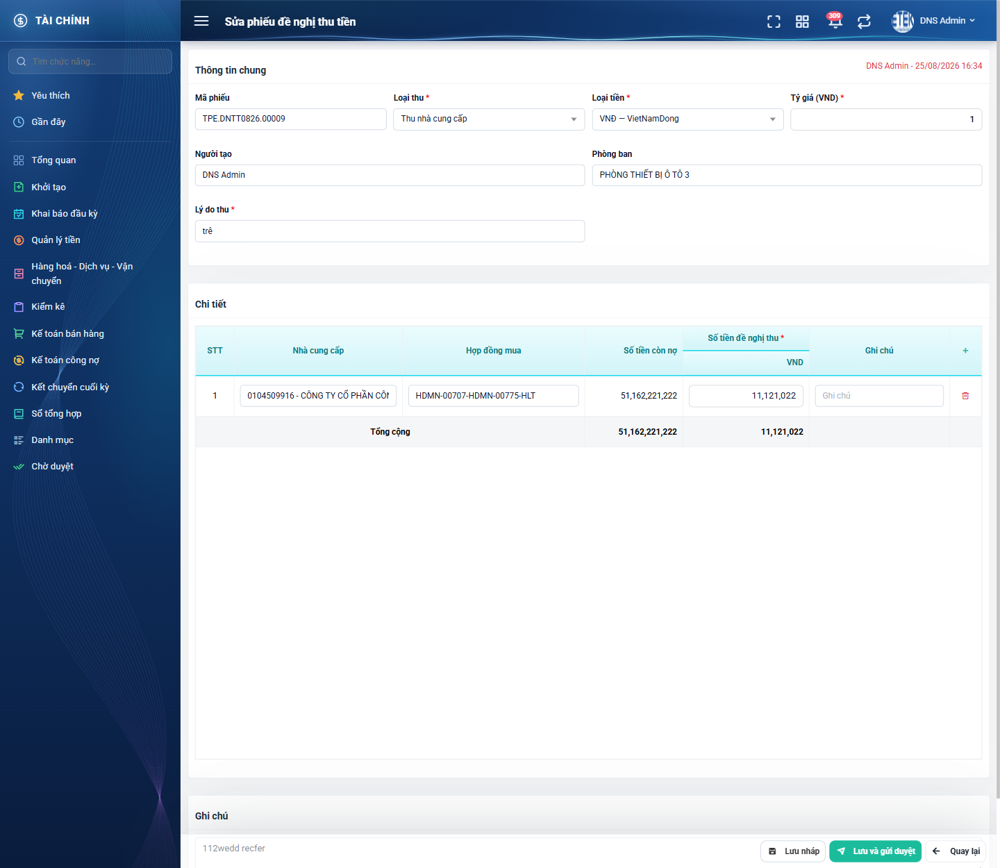 TÀI CHÍNH
Sửa phiếu đề nghị thu tiền
309
DNS Admin
Tìm chức năng...
Yêu thích
Gần đây
Tổng quan
Khởi tạo
Khai báo đầu kỳ
Quản lý tiền
Hàng hoá - Dịch vụ - Vận
chuyển
Kiểm kê
Kế toán bán hàng
Kế toán công nợ
Kết chuyển cuối kỳ
Sổ tổng hợp
Danh mục
Chờ duyệt
Thông tin chung
DNS Admin - 25/08/2026 16:34
Mã phiếu
Loại thu *
Loại tiền *
Tỷ giá (VND) *
TPE.DNTT0826.00009
Thu nhà cung cấp
VNĐ — VietNamDong
1
Người tạo
Phòng ban
DNS Admin
PHÒNG THIẾT BỊ Ô TÔ 3
Lý do thu *
trê
Chi tiết
STT
Nhà cung cấp
Hợp đồng mua
Số tiền còn nợ
Số tiền đề nghị thu *
VND
Ghi chú
+
1
0104509916 - CÔNG TY CỔ PHẦN CÔ
HDMN-00707-HDMN-00775-HLT
51,162,221,222
11,121,022
Ghi chú
Tổng cộng
51,162,221,222
11,121,022
Ghi chú
112wedd recfer
Lưu nháp
Lưu và gửi duyệt
Quay lại